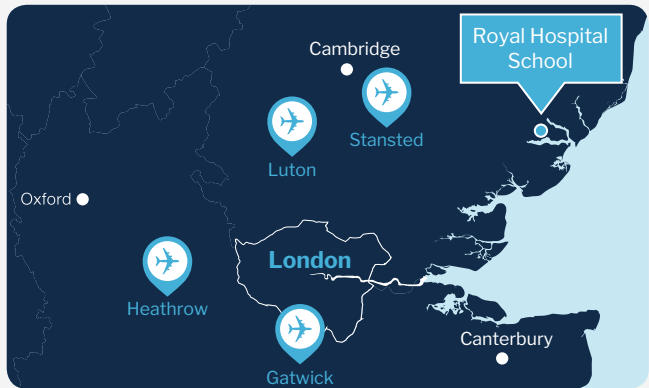 Royal Hospital
School
Cambridge
Stansted
Luton
Oxford
London
Heathrow
Canterbury
Gatwick